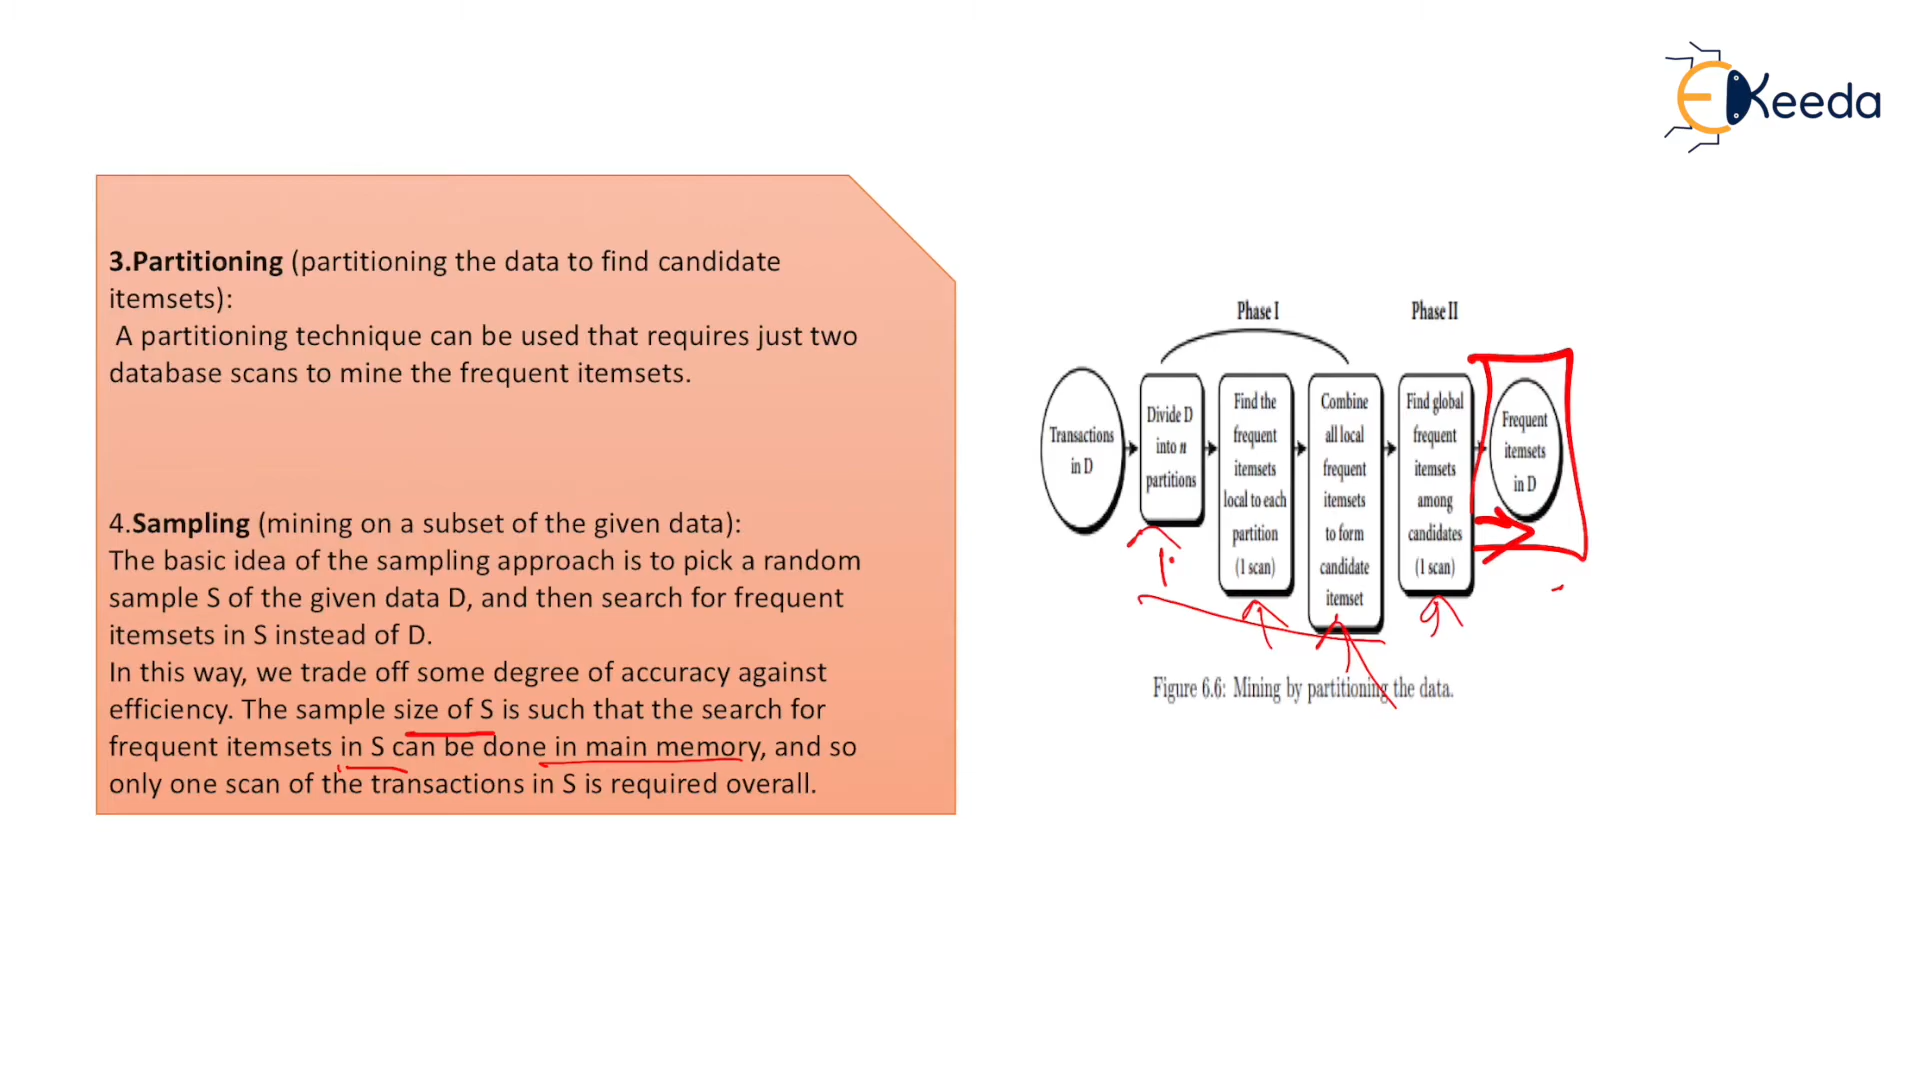 EKeeda
3.Partitioning (partitioning the data to find candidate
itemsets):
A partitioning technique can be used that requires just two
database scans to mine the frequent itemsets.
4.Sampling (mining on a subset of the given data):
The basic idea of the sampling approach is to pick a random
sample S of the given data D, and then search for frequent
itemsets in S instead of D.
In this way, we trade off some degree of accuracy against
efficiency. The sample size of S is such that the search for
frequent itemsets in S can be done in main memory, and so
only one scan of the transactions in S is required overall.
Phase I
Phase II
Transactions
in D
Divide D
into n
partitions
Find the
frequent
itemsets
local to each
partition
(1 scan)
Combine
all local
frequent
itemsets
to form
candidate
itemset
Find global
frequent
itemsets
among
candidates
(1 scan)
Frequent
itemsets
in D
Figure 6.6: Mining by partitioning the data.